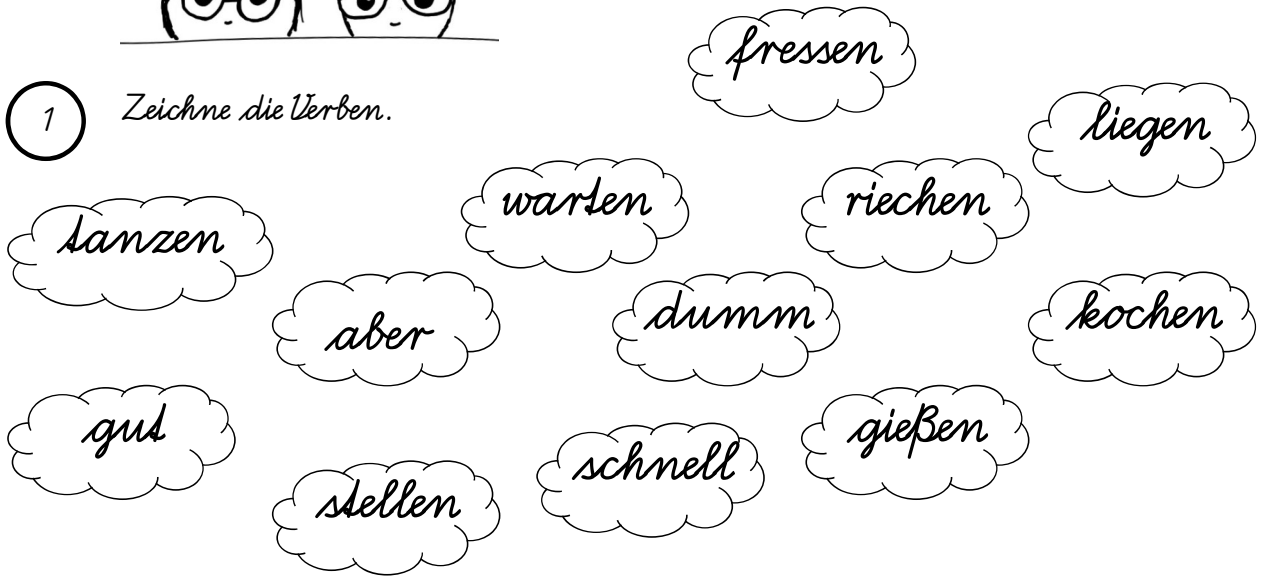 fressen
1 Zeichne die Verben.
liegen
warten
riechen
tanzen
aber
dumm
kochen
gut
gießen
schnell
stellen